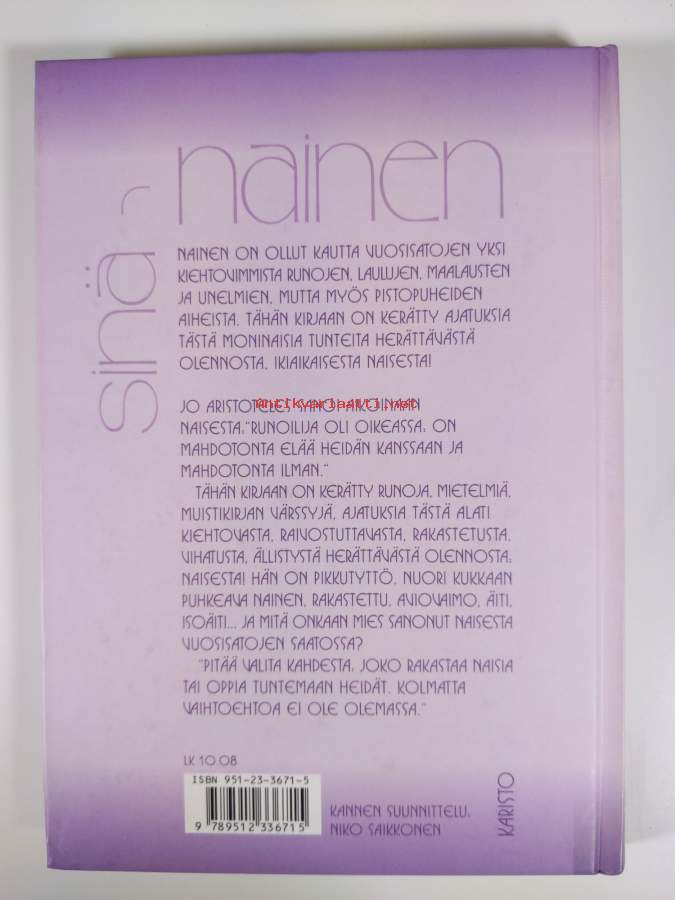 sinä -
nainen
NAINEN ON OLLUT KAUTTA VUOSISATOJEN YKSI
KIEHTOVIMMISTA RUNOJEN, LAULUJEN, MAALAUSTEN
JA UNELMIEN, MUTTA MYÖS PISTOPUHEIDEN
AIHEISTA. TÄHÄN KIRJAAN ON KERÄTTY AJATUKSIA
TÄSTÄ MONINAISIA TUNTEITA HERÄTTÄVÄSTÄ
OLENNOSTA, IKIAIKAISESTA NAISESTA!
JO ARISTOTELES
Antikvariaatti.net
NAISESTA: "RUNOILIJA OLI OIKEASSA, ON
MAHDOTONTA ELÄÄ HEIDÄN KANSSAAN JA
MAHDOTONTA ILMAN."
TÄHÄN KIRJAAN ON KERÄTTY RUNOJA, MIETELMIÄ,
MUISTIKIRJAN VÄRSSYJÄ, AJATUKSIA TÄSTÄ ALATI
KIEHTOVASTA, RAIVOSTUTTAVASTA, RAKASTETUSTA,
VIHATUSTA, ÄLLISTYSTÄ HERÄTTÄVÄSTÄ OLENNOSTA:
NAISESTA! HÄN ON PIKKUTYTTÖ, NUORI KUKKAAN
PUHKEAVA NAINEN, RAKASTETTU, AVIOVAIMO, ÄITI,
ISOÄITI... JA MITÄ ONKAAN MIES SANONUT NAISESTA
VUOSISATOJEN SAATOSSA?
"PITÄÄ VALITA KAHDESTA, JOKO RAKASTAA NAISIA
TAI OPPIA TUNTEMAAN HEIDÄT. KOLMATTA
VAIHTOEHTOA EI OLE OLEMASSA."
LK 10.08
ISBN 951-23-3671-5
9 789512 336715
KANNEN SUUNNITTELU:
NIKO SAIKKONEN
KARISTO